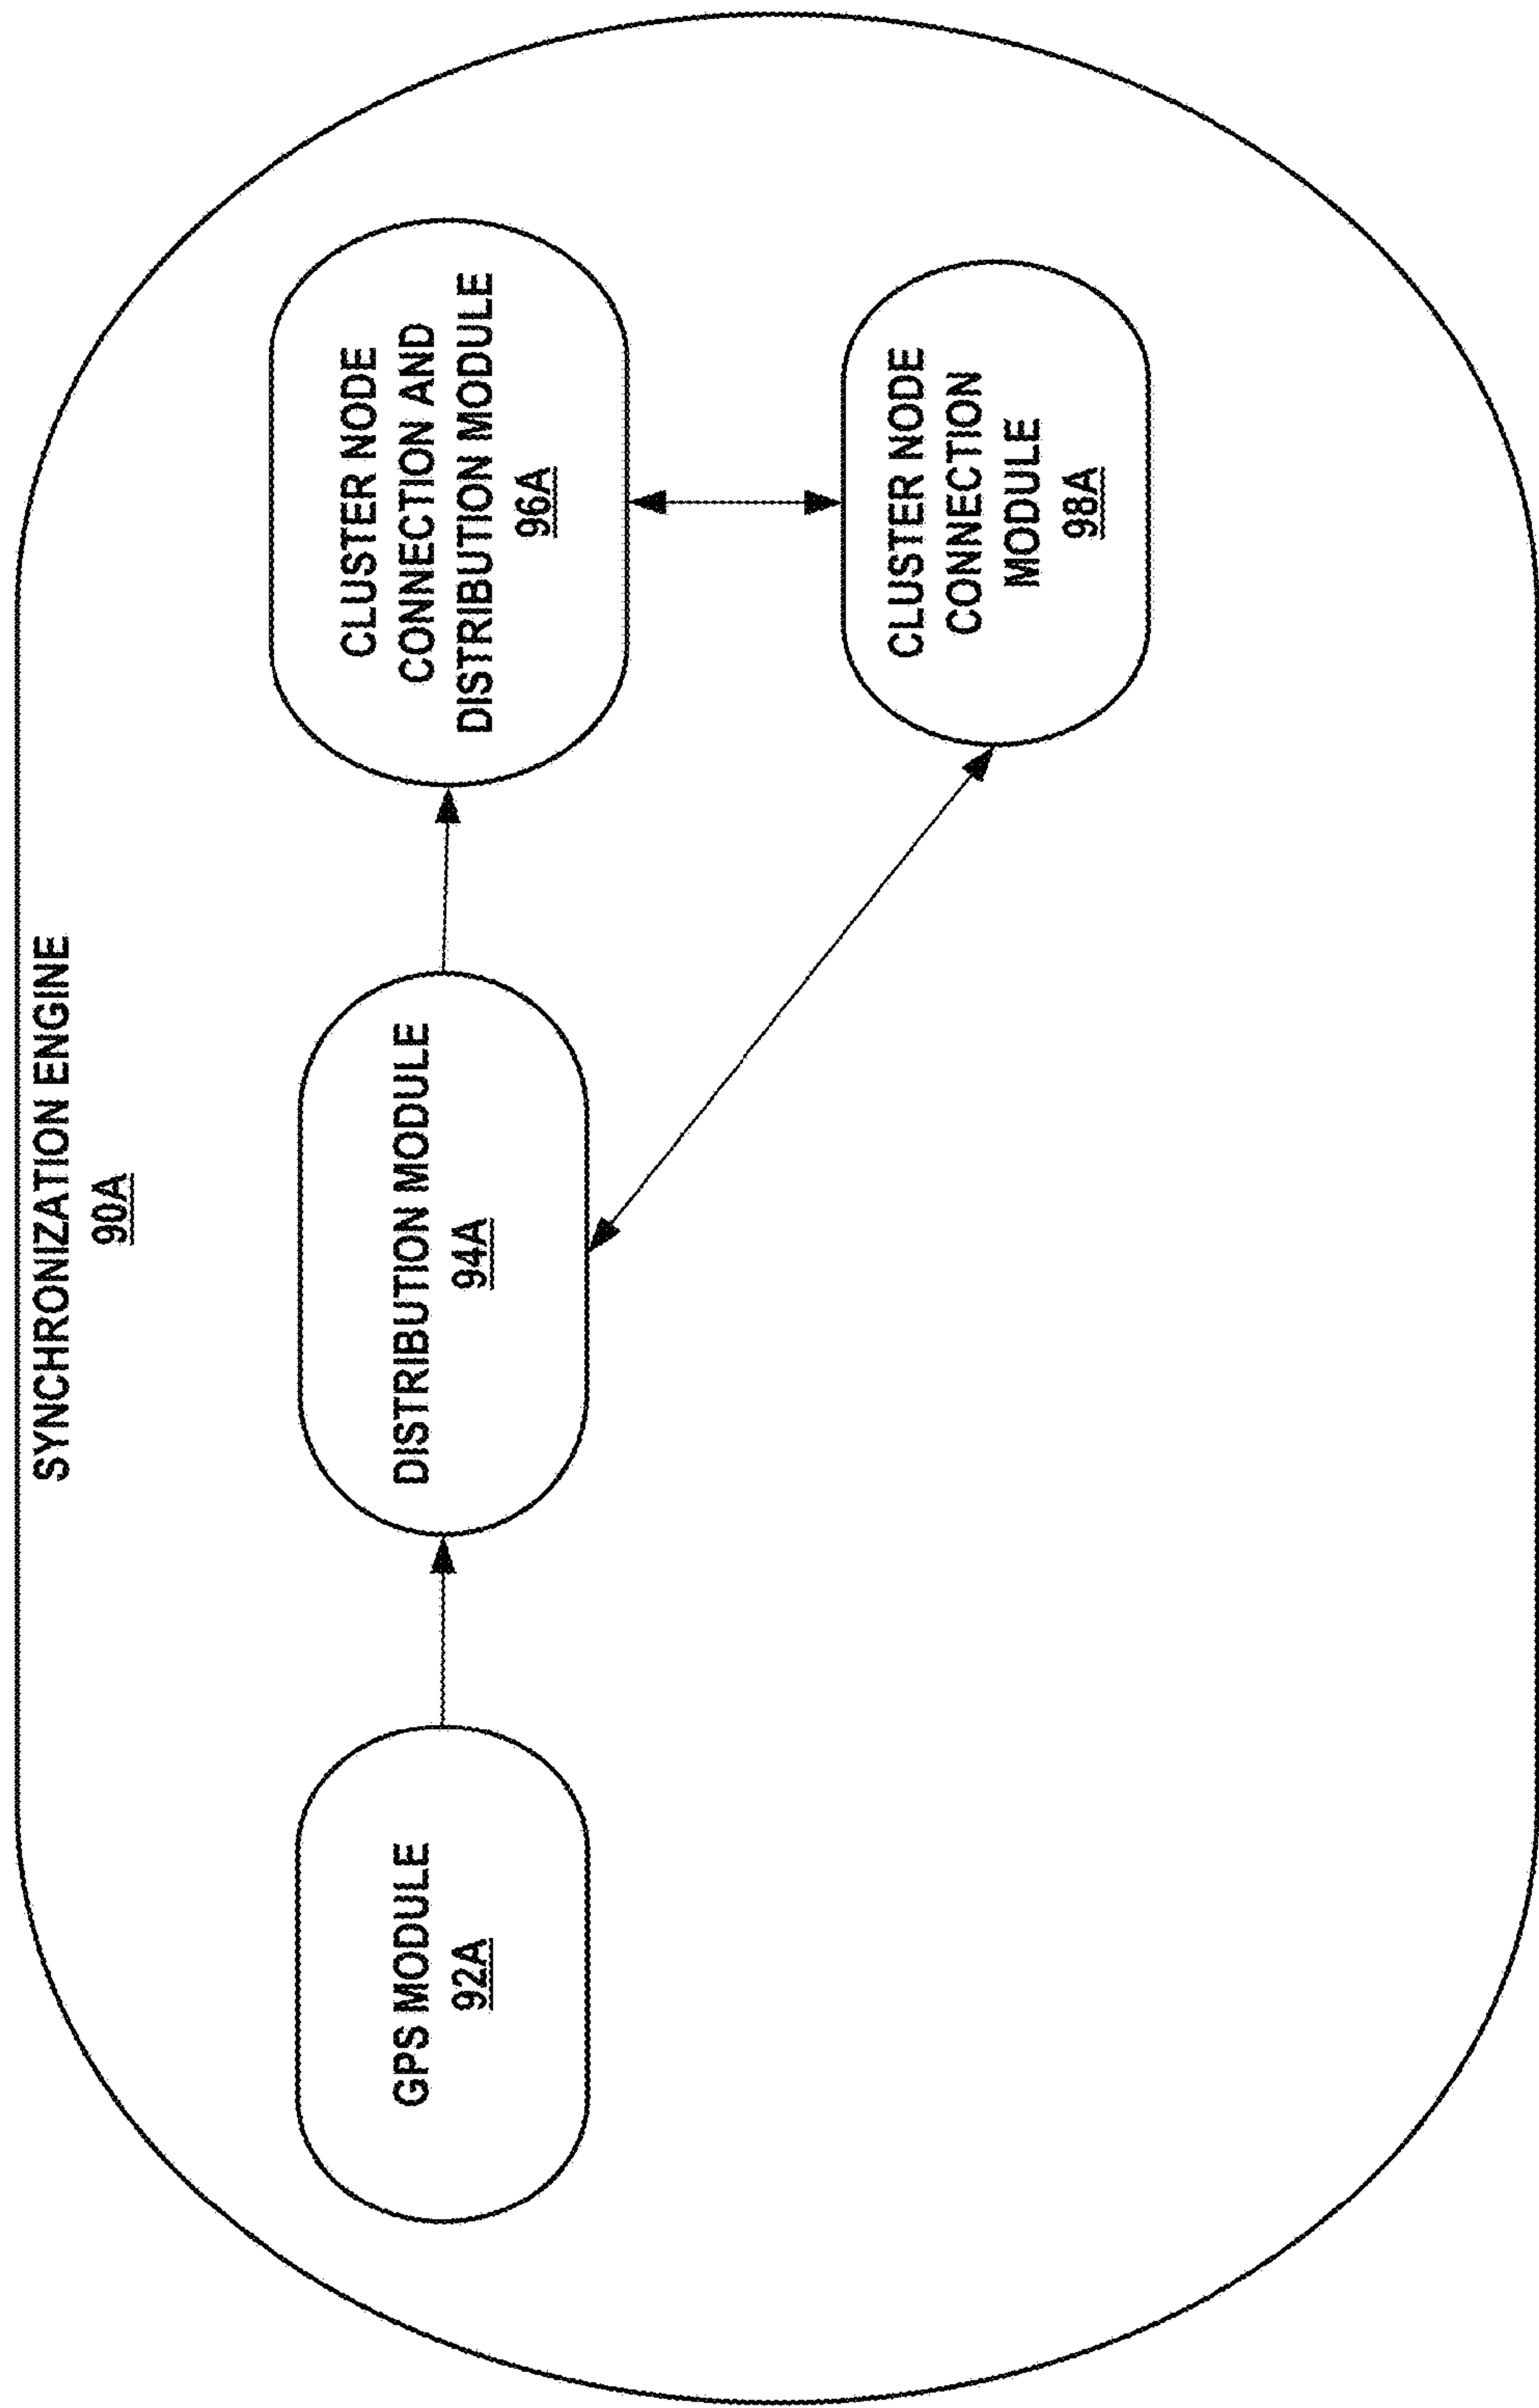 SYNCHRONIZATION ENGINE
90A
GPS MODULE
92A
DISTRIBUTION MODULE
94A
CLUSTER NODE
CONNECTION AND
DISTRIBUTION MODULE
96A
CLUSTER NODE
CONNECTION
MODULE
98A